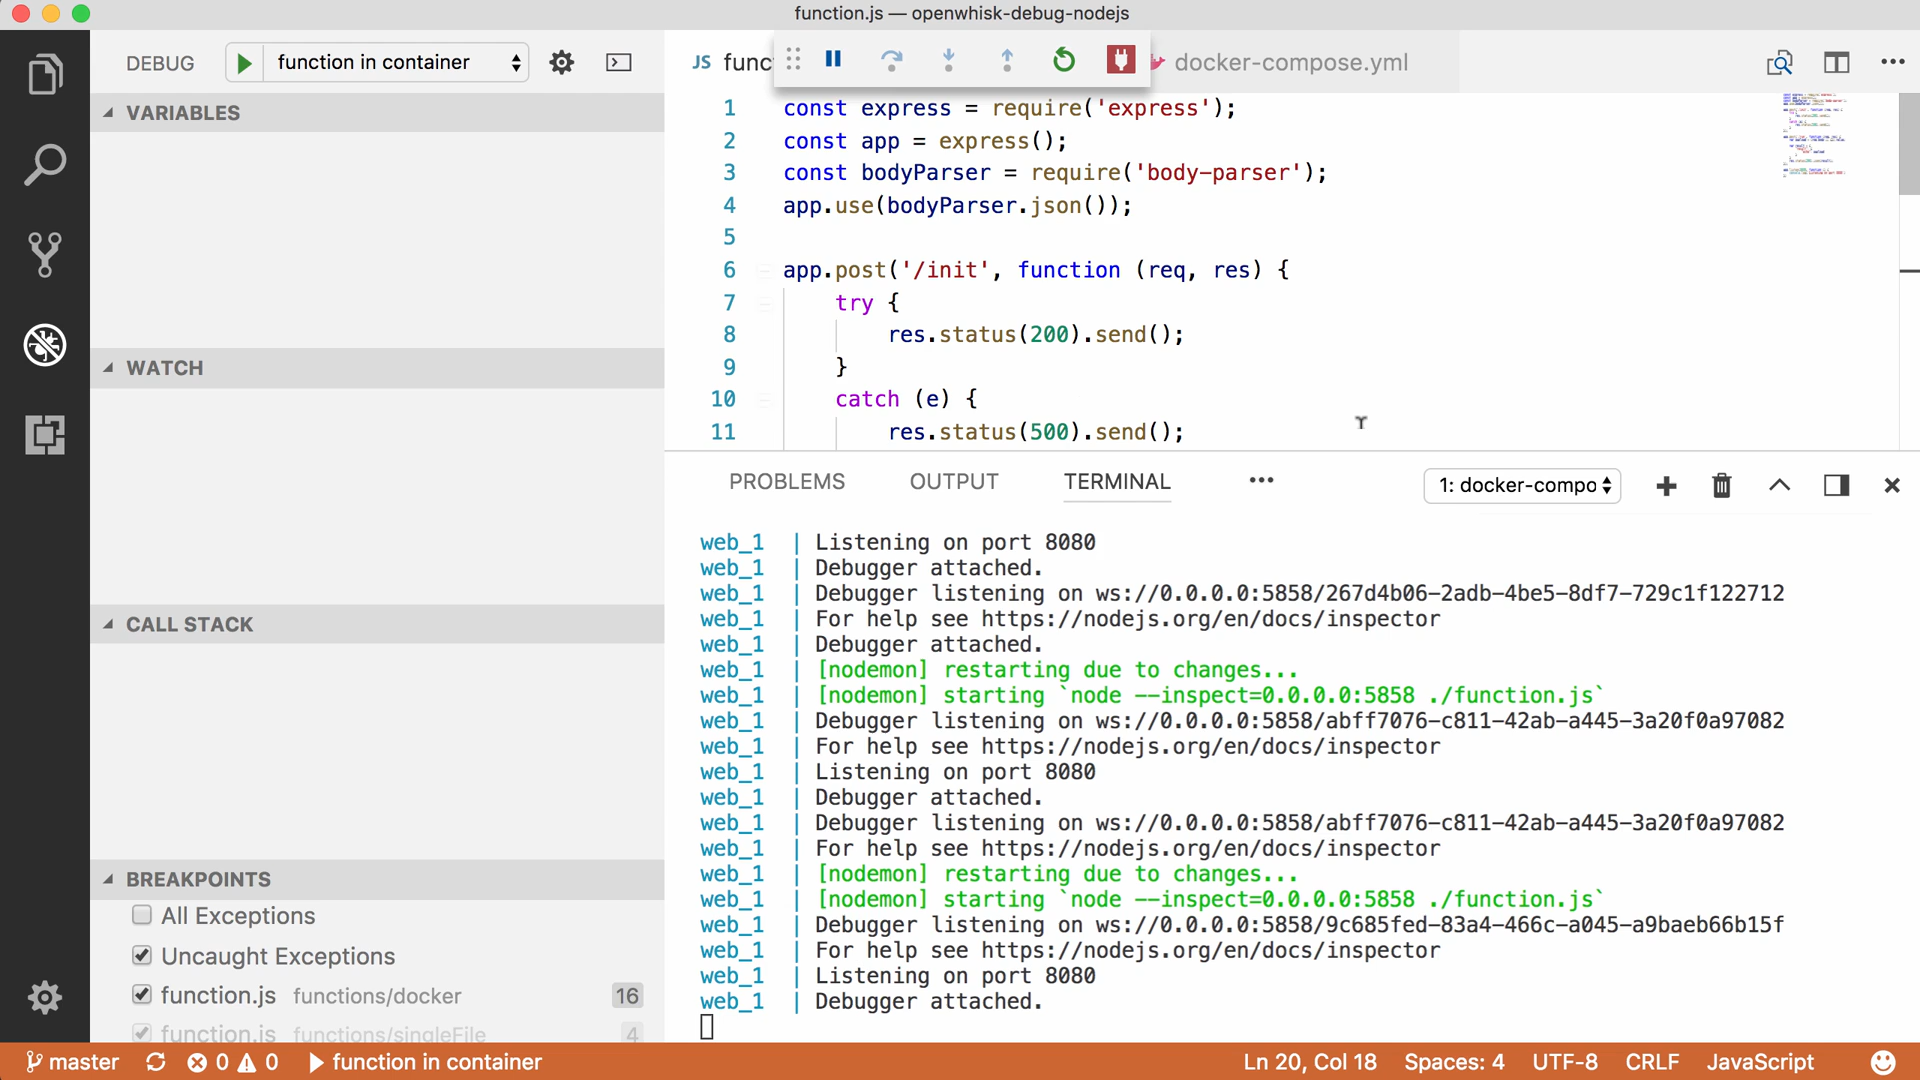 function.js — openwhisk-debug-nodejs
DEBUG
function in container
JS func
docker-compose.yml
VARIABLES
WATCH
CALL STACK
BREAKPOINTS
All Exceptions
Uncaught Exceptions
function.js functions/docker 16
function.js functions/singleFile 4
1 const express = require('express');
2 const app = express();
3 const bodyParser = require('body-parser');
4 app.use(bodyParser.json());
5
6 app.post('/init', function (req, res) {
7 try {
8 res.status(200).send();
9 }
10 catch (e) {
11 res.status(500).send();
PROBLEMS OUTPUT TERMINAL ••• 1: docker-compo
web_1 | Listening on port 8080
web_1 | Debugger attached.
web_1 | Debugger listening on ws://0.0.0.0:5858/267d4b06-2adb-4be5-8df7-729c1f122712
web_1 | For help see https://nodejs.org/en/docs/inspector
web_1 | Debugger attached.
web_1 | [nodemon] restarting due to changes...
web_1 | [nodemon] starting `node --inspect=0.0.0.0:5858 ./function.js`
web_1 | Debugger listening on ws://0.0.0.0:5858/abff7076-c811-42ab-a445-3a20f0a97082
web_1 | For help see https://nodejs.org/en/docs/inspector
web_1 | Listening on port 8080
web_1 | Debugger attached.
web_1 | Debugger listening on ws://0.0.0.0:5858/abff7076-c811-42ab-a445-3a20f0a97082
web_1 | For help see https://nodejs.org/en/docs/inspector
web_1 | [nodemon] restarting due to changes...
web_1 | [nodemon] starting `node --inspect=0.0.0.0:5858 ./function.js`
web_1 | Debugger listening on ws://0.0.0.0:5858/9c685fed-83a4-466c-a045-a9baeb66b15f
web_1 | For help see https://nodejs.org/en/docs/inspector
web_1 | Listening on port 8080
web_1 | Debugger attached.
master 0 0 function in container Ln 20, Col 18 Spaces: 4 UTF-8 CRLF JavaScript